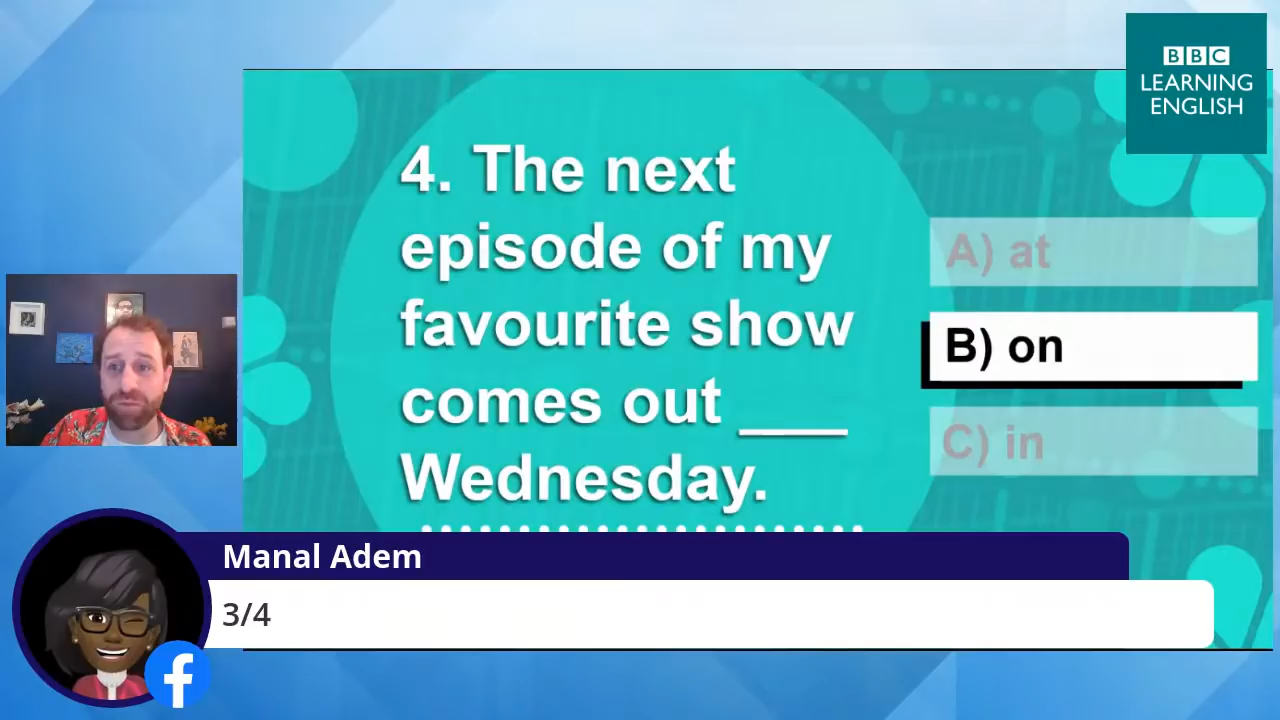 BBC
LEARNING
ENGLISH
4. The next
episode of my
favourite show
comes out ___
Wednesday.
A) at
B) on
C) in
Manal Adem
3/4